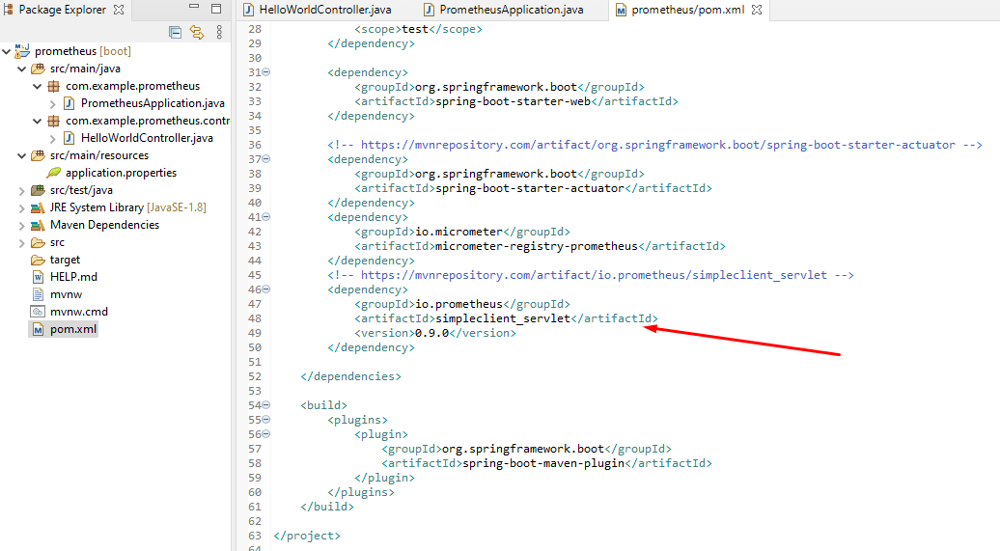 Package Explorer
prometheus [boot]
src/main/java
com.example.prometheus
PrometheusApplication.java
com.example.prometheus.contr
HelloWorldController.java
src/main/resources
application.properties
src/test/java
JRE System Library [JavaSE-1.8]
Maven Dependencies
src
target
HELP.md
mvnw
mvnw.cmd
pom.xml
HelloWorldController.java PrometheusApplication.java prometheus/pom.xml
28 <scope>test</scope>
29 </dependency>
30
31 <dependency>
32 <groupId>org.springframework.boot</groupId>
33 <artifactId>spring-boot-starter-web</artifactId>
34 </dependency>
35
36 <!-- https://mvnrepository.com/artifact/org.springframework.boot/spring-boot-starter-actuator -->
37 <dependency>
38 <groupId>org.springframework.boot</groupId>
39 <artifactId>spring-boot-starter-actuator</artifactId>
40 </dependency>
41 <dependency>
42 <groupId>io.micrometer</groupId>
43 <artifactId>micrometer-registry-prometheus</artifactId>
44 </dependency>
45 <!-- https://mvnrepository.com/artifact/io.prometheus/simpleclient_servlet -->
46 <dependency>
47 <groupId>io.prometheus</groupId>
48 <artifactId>simpleclient_servlet</artifactId>
49 <version>0.9.0</version>
50 </dependency>
51
52 </dependencies>
53
54 <build>
55 <plugins>
56 <plugin>
57 <groupId>org.springframework.boot</groupId>
58 <artifactId>spring-boot-maven-plugin</artifactId>
59 </plugin>
60 </plugins>
61 </build>
62
63 </project>
64